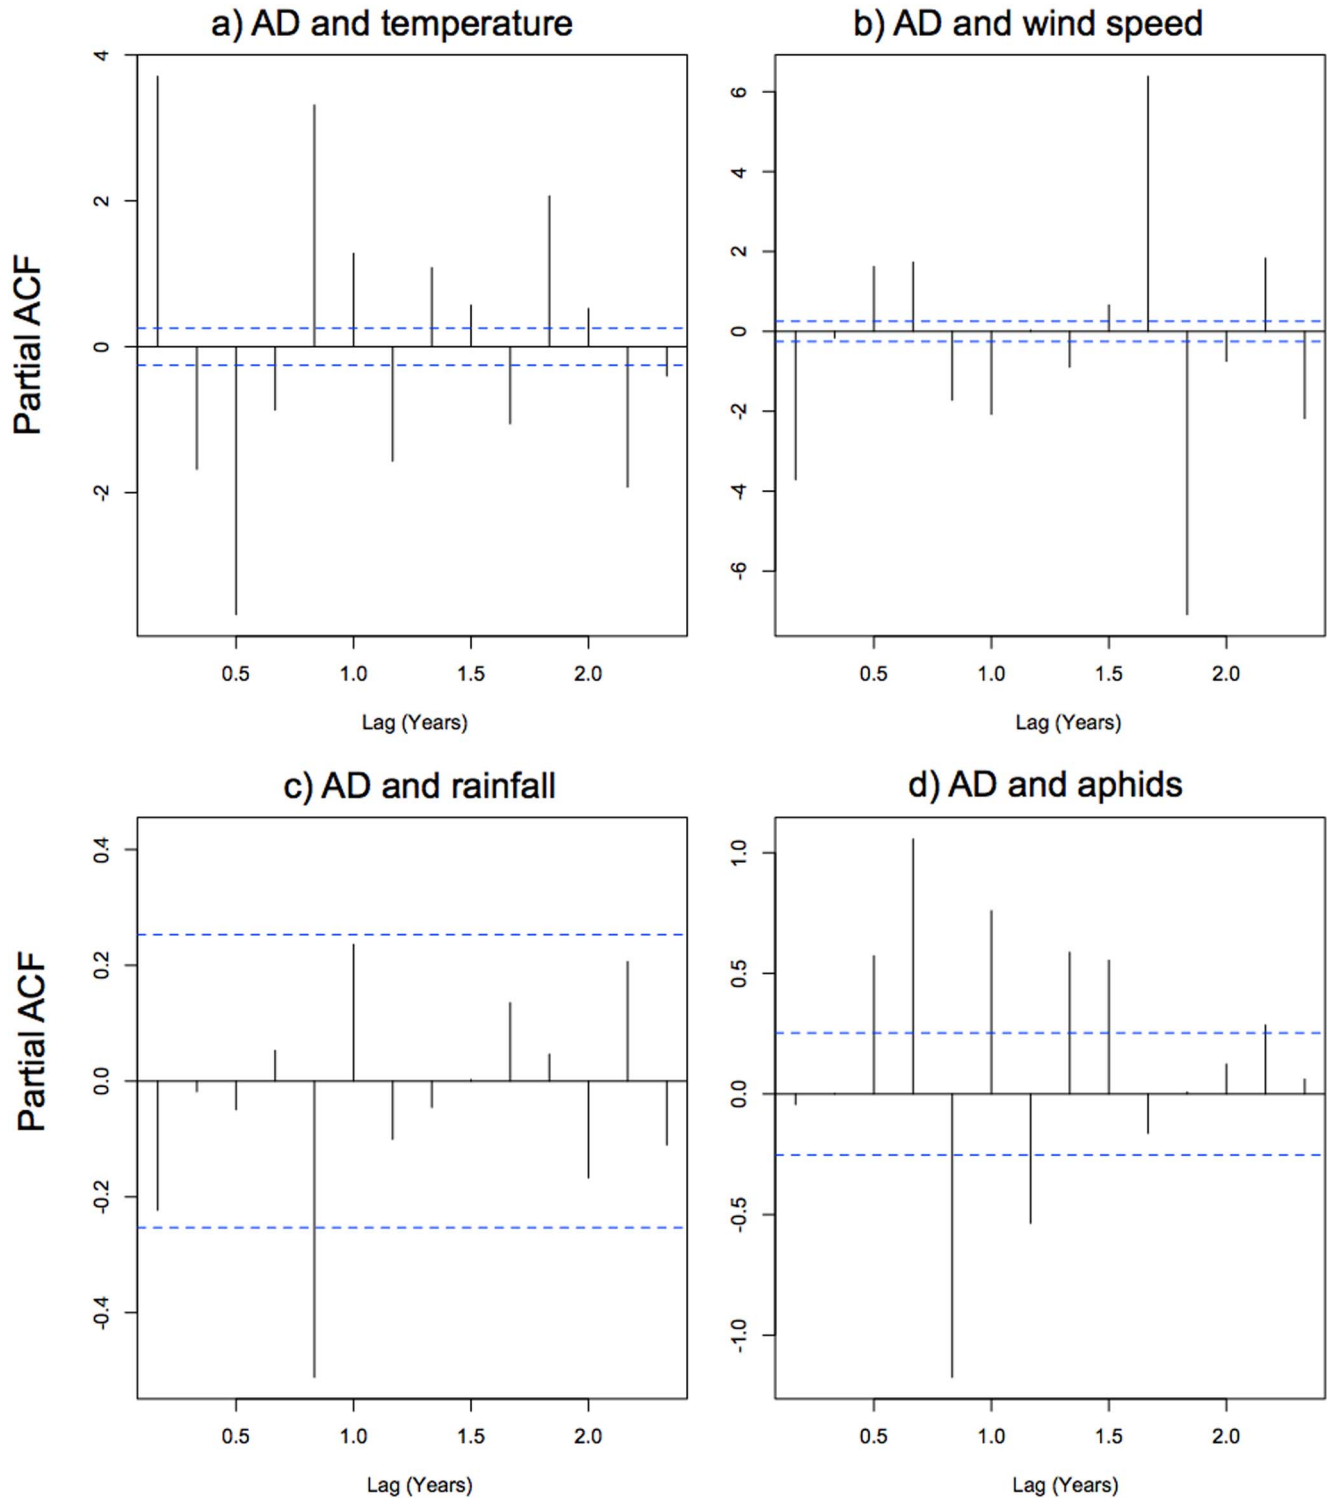 a) AD and temperature
b) AD and wind speed
Partial ACF
4
2
0
-2
0.5 1.0 1.5 2.0
Lag (Years)
6
4
2
0
-2
-4
-6
0.5 1.0 1.5 2.0
Lag (Years)
c) AD and rainfall
d) AD and aphids
Partial ACF
0.4
0.2
0.0
-0.2
-0.4
0.5 1.0 1.5 2.0
Lag (Years)
1.0
0.5
0.0
-0.5
-1.0
0.5 1.0 1.5 2.0
Lag (Years)